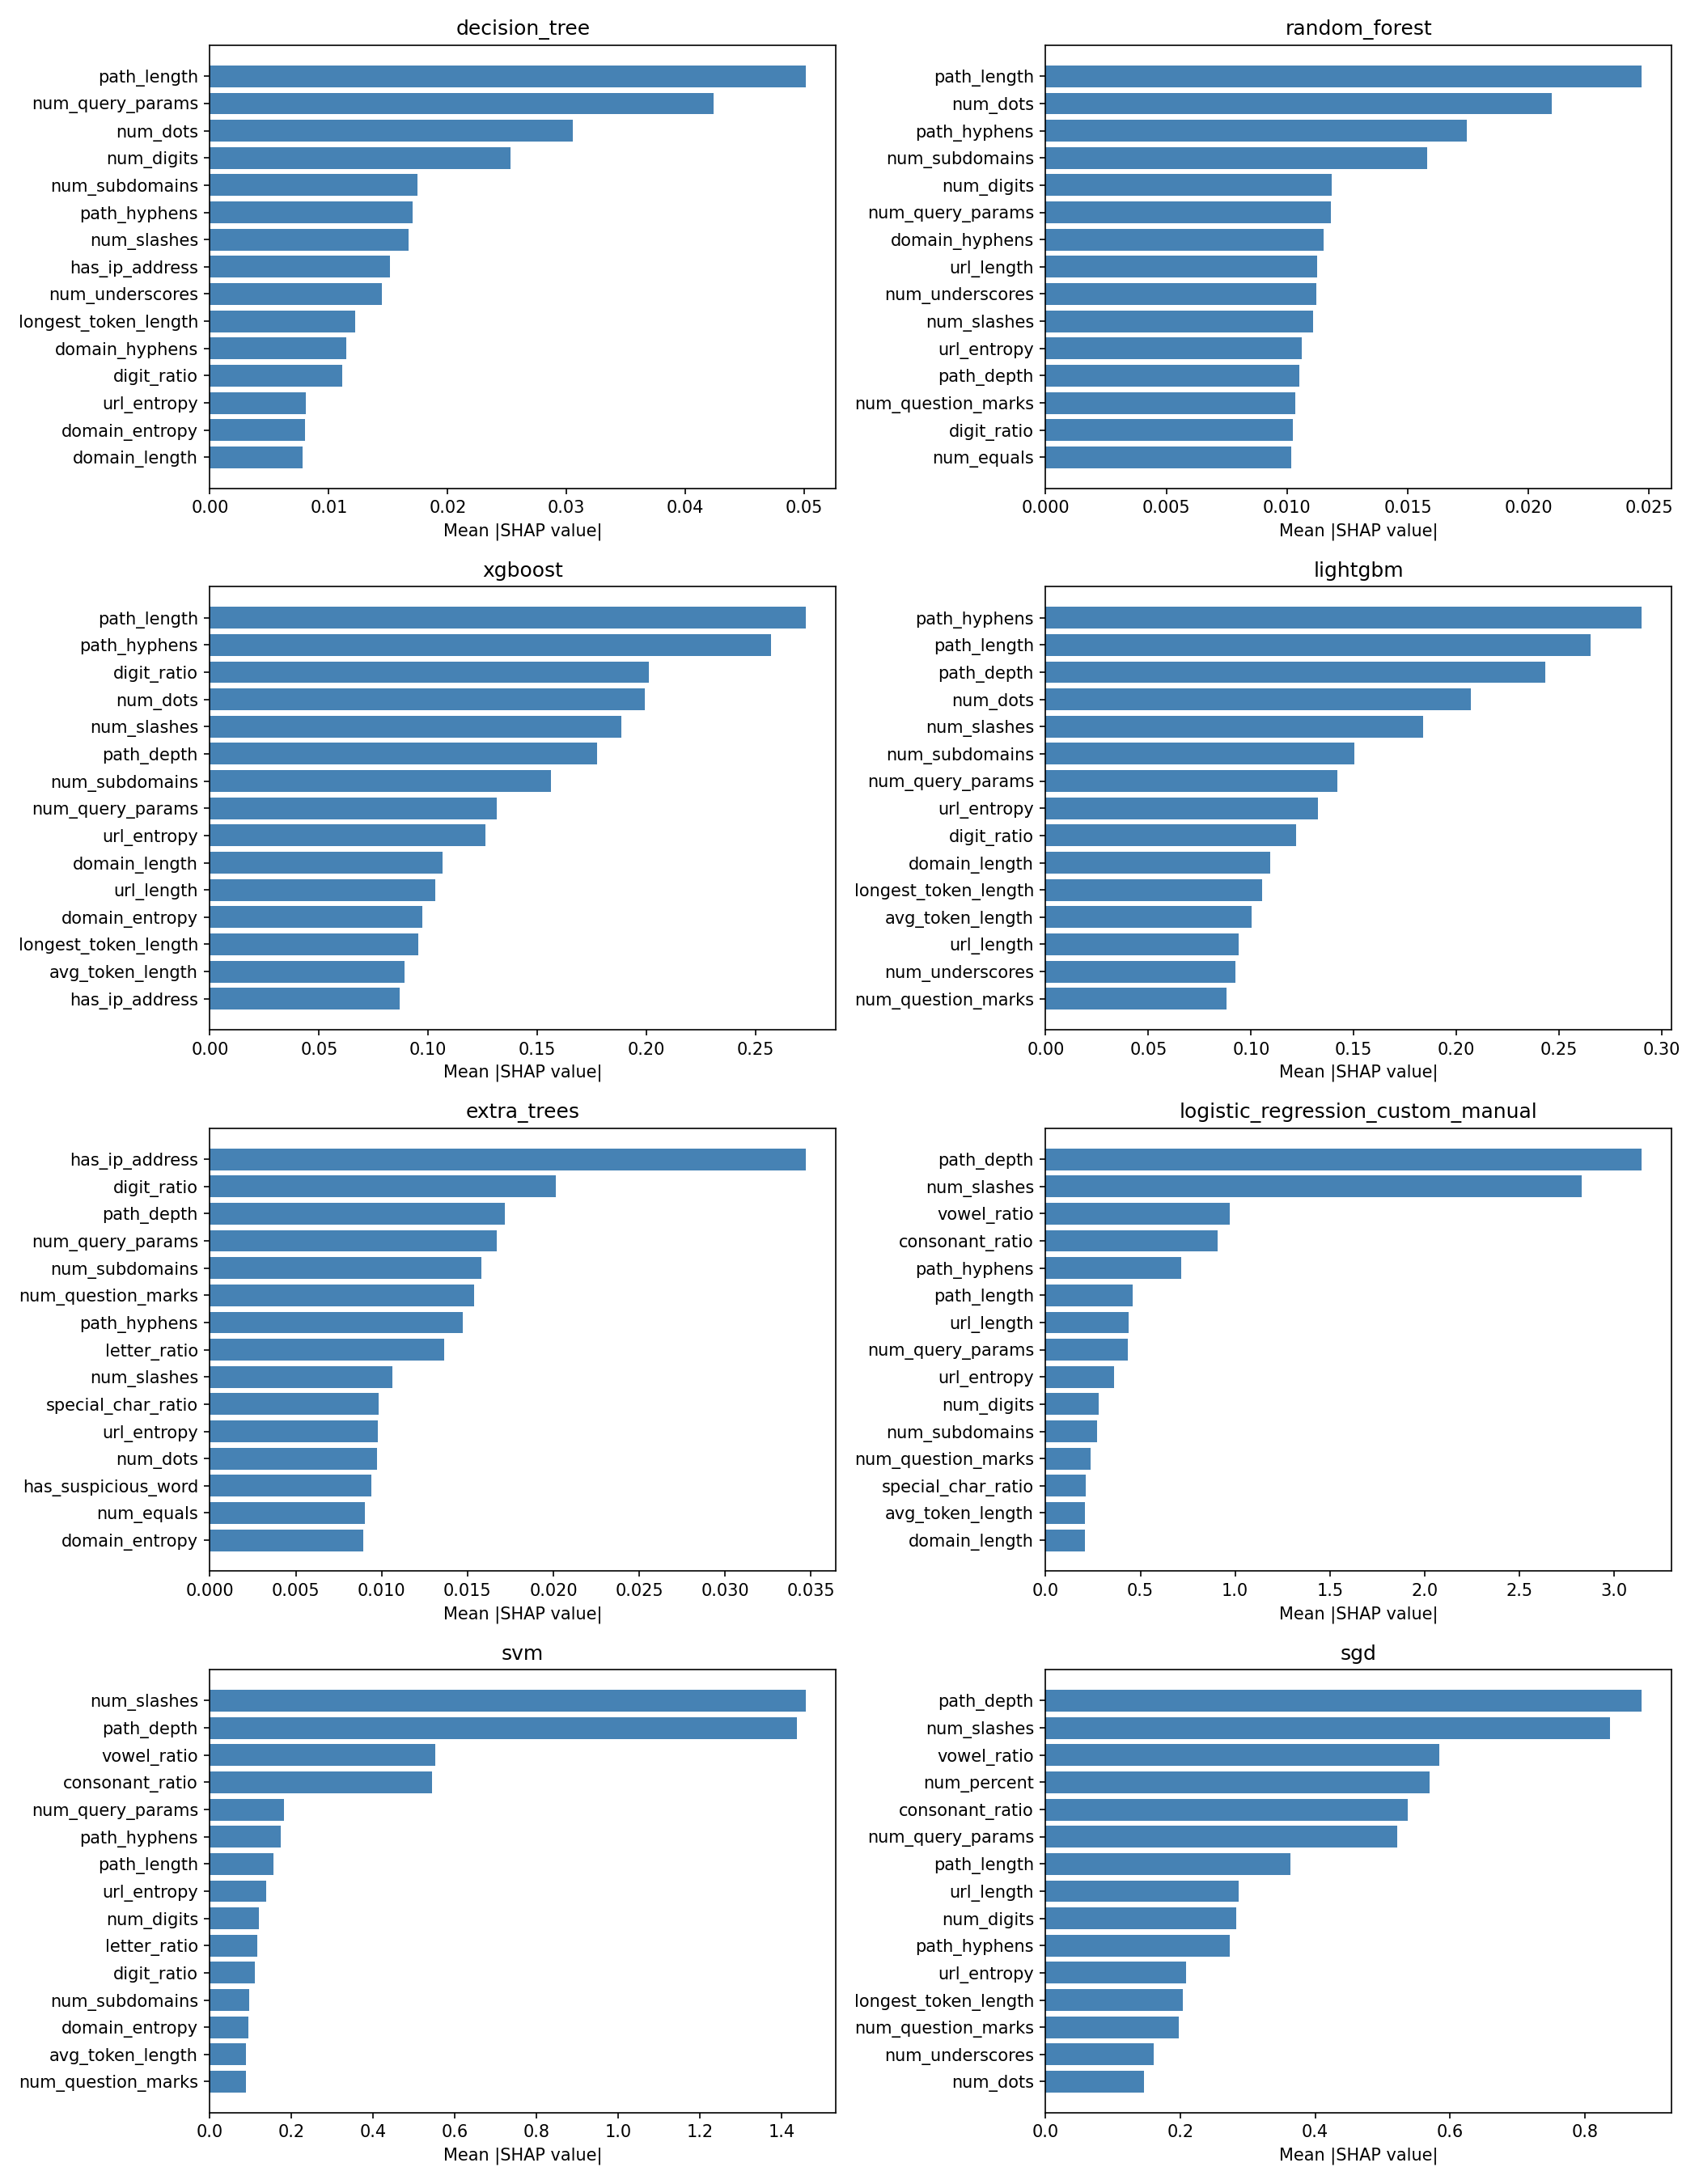 decision_tree
path_length
num_query_params
num_dots
num_digits
num_subdomains
path_hyphens
num_slashes
has_ip_address
num_underscores
longest_token_length
domain_hyphens
digit_ratio
url_entropy
domain_entropy
domain_length
0.00 0.01 0.02 0.03 0.04 0.05
Mean |SHAP value|
random_forest
path_length
num_dots
path_hyphens
num_subdomains
num_digits
num_query_params
domain_hyphens
url_length
num_underscores
num_slashes
url_entropy
path_depth
num_question_marks
digit_ratio
num_equals
0.000 0.005 0.010 0.015 0.020 0.025
Mean |SHAP value|
xgboost
path_length
path_hyphens
digit_ratio
num_dots
num_slashes
path_depth
num_subdomains
num_query_params
url_entropy
domain_length
url_length
domain_entropy
longest_token_length
avg_token_length
has_ip_address
0.00 0.05 0.10 0.15 0.20 0.25
Mean |SHAP value|
lightgbm
path_hyphens
path_length
path_depth
num_dots
num_slashes
num_subdomains
num_query_params
url_entropy
digit_ratio
domain_length
longest_token_length
avg_token_length
url_length
num_underscores
num_question_marks
0.00 0.05 0.10 0.15 0.20 0.25 0.30
Mean |SHAP value|
extra_trees
has_ip_address
digit_ratio
path_depth
num_query_params
num_subdomains
num_question_marks
path_hyphens
letter_ratio
num_slashes
special_char_ratio
url_entropy
num_dots
has_suspicious_word
num_equals
domain_entropy
0.000 0.005 0.010 0.015 0.020 0.025 0.030 0.035
Mean |SHAP value|
logistic_regression_custom_manual
path_depth
num_slashes
vowel_ratio
consonant_ratio
path_hyphens
path_length
url_length
num_query_params
url_entropy
num_digits
num_subdomains
num_question_marks
special_char_ratio
avg_token_length
domain_length
0.0 0.5 1.0 1.5 2.0 2.5 3.0
Mean |SHAP value|
svm
num_slashes
path_depth
vowel_ratio
consonant_ratio
num_query_params
path_hyphens
path_length
url_entropy
num_digits
letter_ratio
digit_ratio
num_subdomains
domain_entropy
avg_token_length
num_question_marks
0.0 0.2 0.4 0.6 0.8 1.0 1.2 1.4
Mean |SHAP value|
sgd
path_depth
num_slashes
vowel_ratio
num_percent
consonant_ratio
num_query_params
path_length
url_length
num_digits
path_hyphens
url_entropy
longest_token_length
num_question_marks
num_underscores
num_dots
0.0 0.2 0.4 0.6 0.8
Mean |SHAP value|